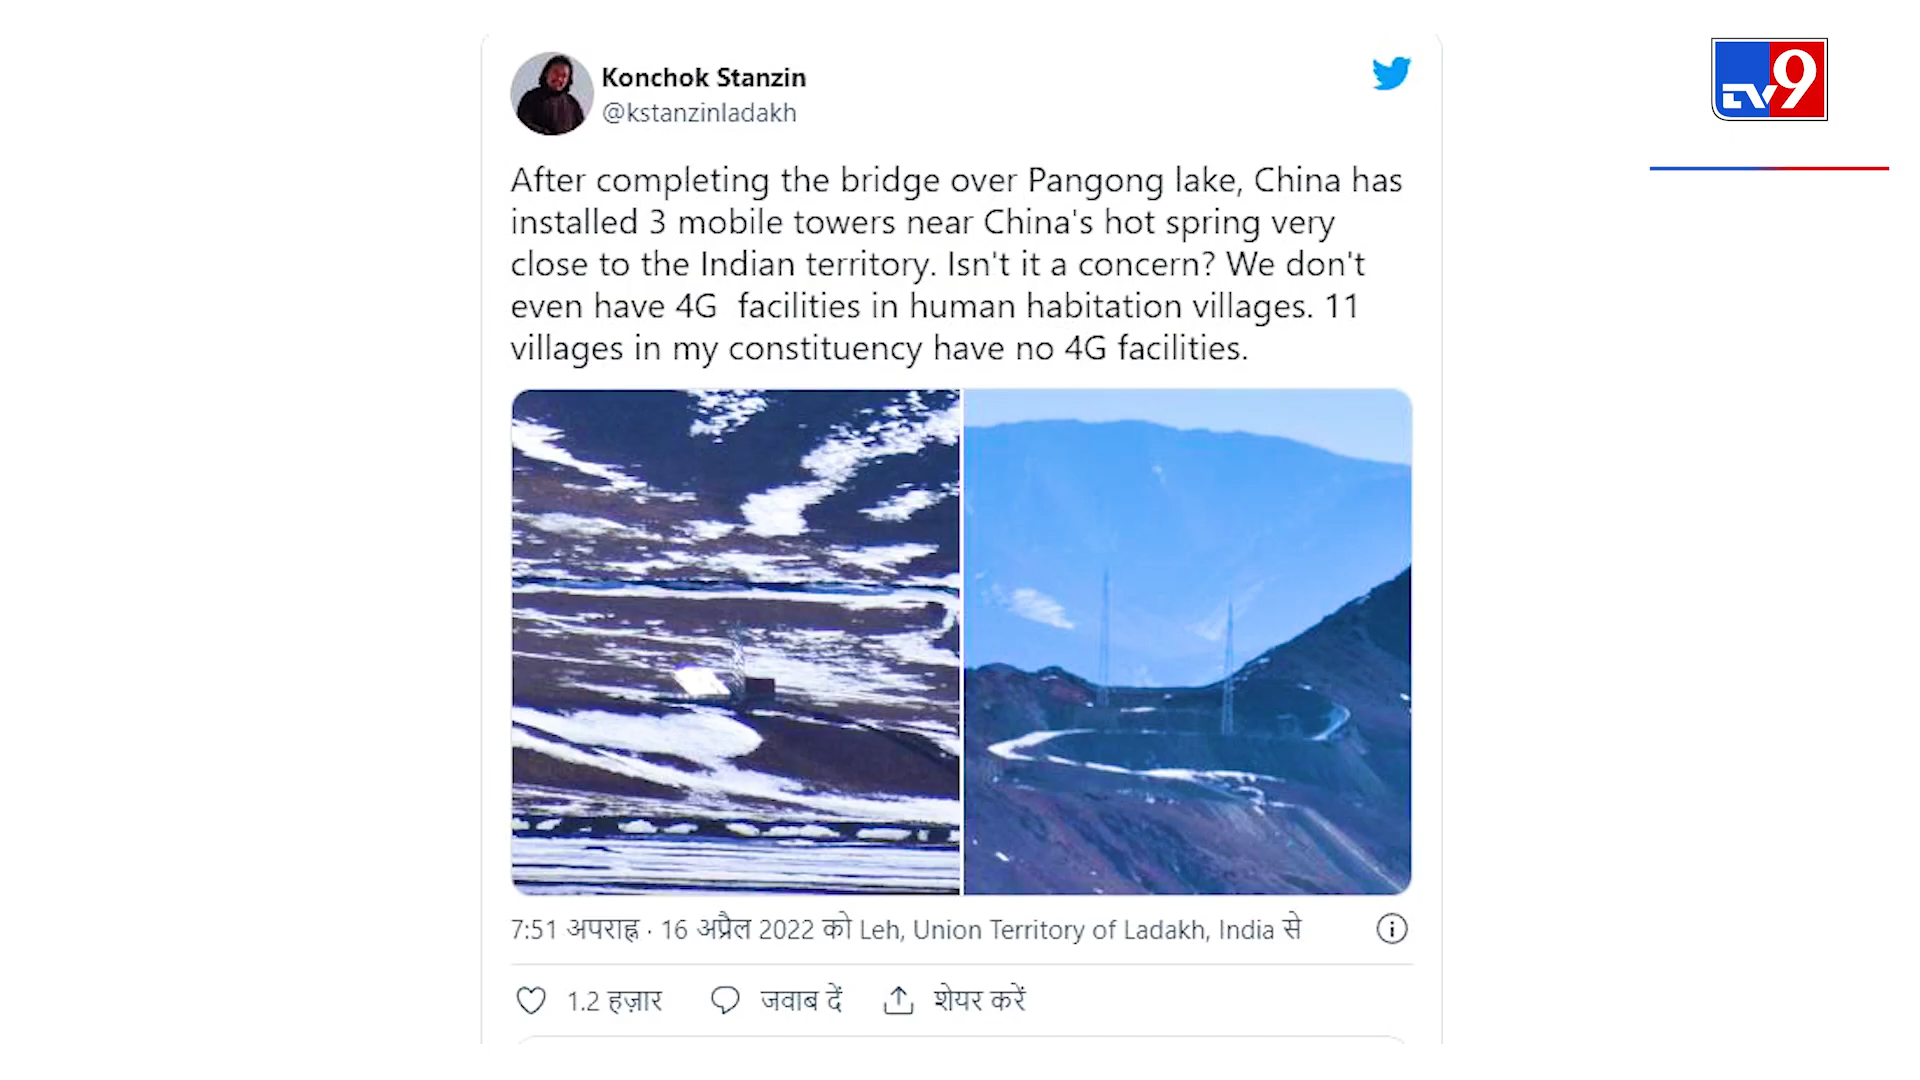 Konchok Stanzin
@kstanzinladakh
TV9
After completing the bridge over Pangong lake, China has
installed 3 mobile towers near China's hot spring very
close to the Indian territory. Isn't it a concern? We don't
even have 4G  facilities in human habitation villages. 11
villages in my constituency have no 4G facilities.
7:51 अपराह्न · 16 अप्रैल 2022 को Leh, Union Territory of Ladakh, India से
1.2 हज़ार जवाब दें शेयर करें